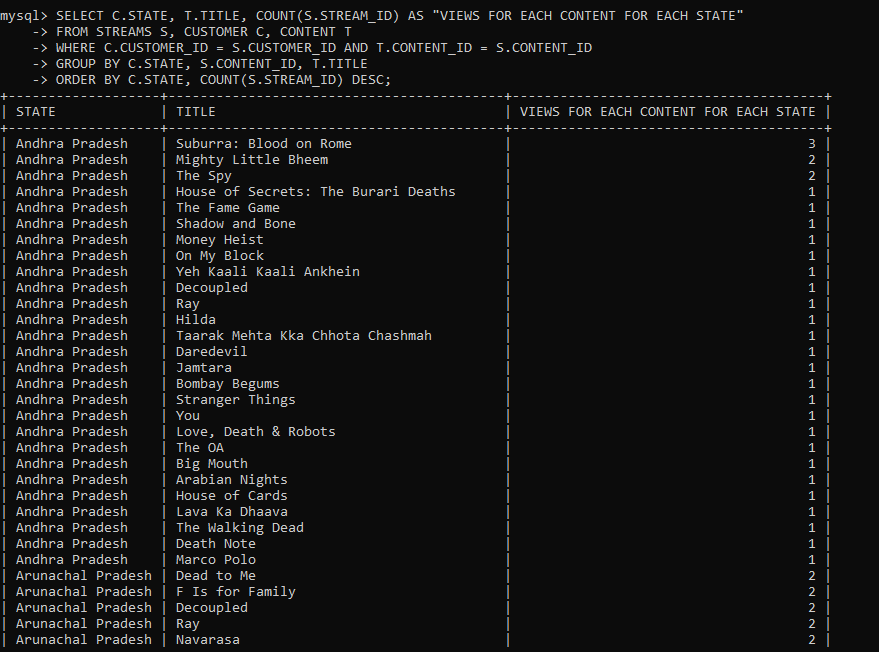 mysql> SELECT C.STATE, T.TITLE, COUNT(S.STREAM_ID) AS "VIEWS FOR EACH CONTENT FOR EACH STATE"
-> FROM STREAMS S, CUSTOMER C, CONTENT T
-> WHERE C.CUSTOMER_ID = S.CUSTOMER_ID AND T.CONTENT_ID = S.CONTENT_ID
-> GROUP BY C.STATE, S.CONTENT_ID, T.TITLE
-> ORDER BY C.STATE, COUNT(S.STREAM_ID) DESC;
| STATE | TITLE | VIEWS FOR EACH CONTENT FOR EACH STATE |
| Andhra Pradesh | Suburra: Blood on Rome | 3 |
| Andhra Pradesh | Mighty Little Bheem | 2 |
| Andhra Pradesh | The Spy | 2 |
| Andhra Pradesh | House of Secrets: The Burari Deaths | 1 |
| Andhra Pradesh | The Fame Game | 1 |
| Andhra Pradesh | Shadow and Bone | 1 |
| Andhra Pradesh | Money Heist | 1 |
| Andhra Pradesh | On My Block | 1 |
| Andhra Pradesh | Yeh Kaali Kaali Ankhein | 1 |
| Andhra Pradesh | Decoupled | 1 |
| Andhra Pradesh | Ray | 1 |
| Andhra Pradesh | Hilda | 1 |
| Andhra Pradesh | Taarak Mehta Kka Chhota Chashmah | 1 |
| Andhra Pradesh | Daredevil | 1 |
| Andhra Pradesh | Jamtara | 1 |
| Andhra Pradesh | Bombay Begums | 1 |
| Andhra Pradesh | Stranger Things | 1 |
| Andhra Pradesh | You | 1 |
| Andhra Pradesh | Love, Death & Robots | 1 |
| Andhra Pradesh | The OA | 1 |
| Andhra Pradesh | Big Mouth | 1 |
| Andhra Pradesh | Arabian Nights | 1 |
| Andhra Pradesh | House of Cards | 1 |
| Andhra Pradesh | Lava Ka Dhaava | 1 |
| Andhra Pradesh | The Walking Dead | 1 |
| Andhra Pradesh | Death Note | 1 |
| Andhra Pradesh | Marco Polo | 1 |
| Arunachal Pradesh | Dead to Me | 2 |
| Arunachal Pradesh | F Is for Family | 2 |
| Arunachal Pradesh | Decoupled | 2 |
| Arunachal Pradesh | Ray | 2 |
| Arunachal Pradesh | Navarasa | 2 |